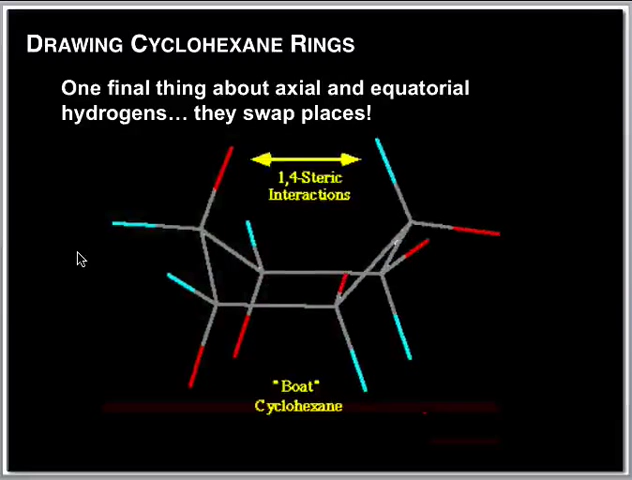 DRAWING CYCLOHEXANE RINGS
One final thing about axial and equatorial
hydrogens… they swap places!
1,4-Steric
Interactions
"Boat"
Cyclohexane